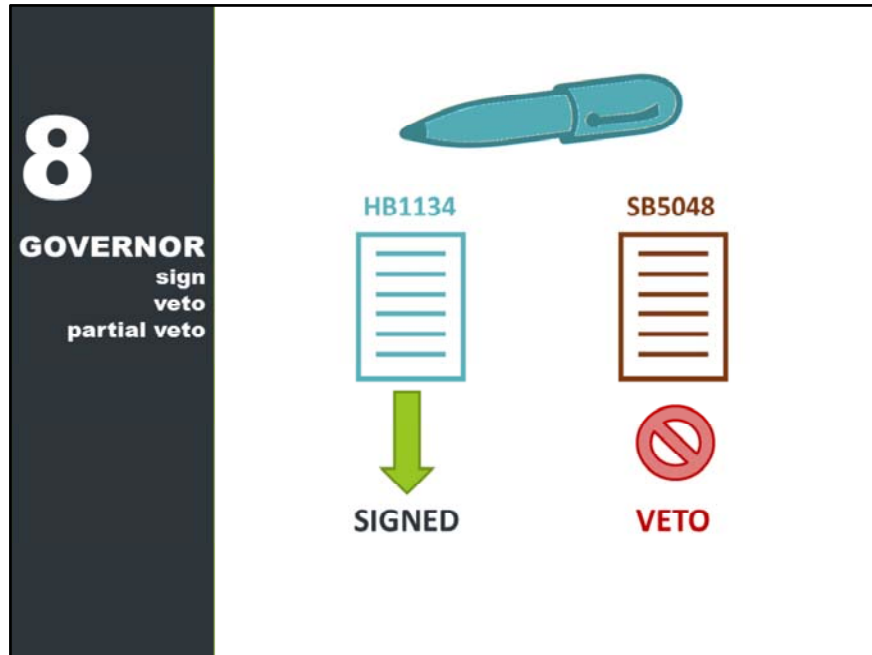 8
GOVERNOR
sign
veto
partial veto
HB1134
SB5048
SIGNED
VETO